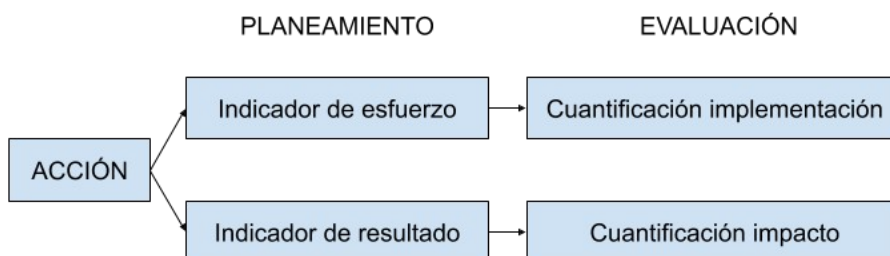 PLANEAMIENTO
EVALUACIÓN
Indicador de esfuerzo
Cuantificación implementación
ACCIÓN
Indicador de resultado
Cuantificación impacto